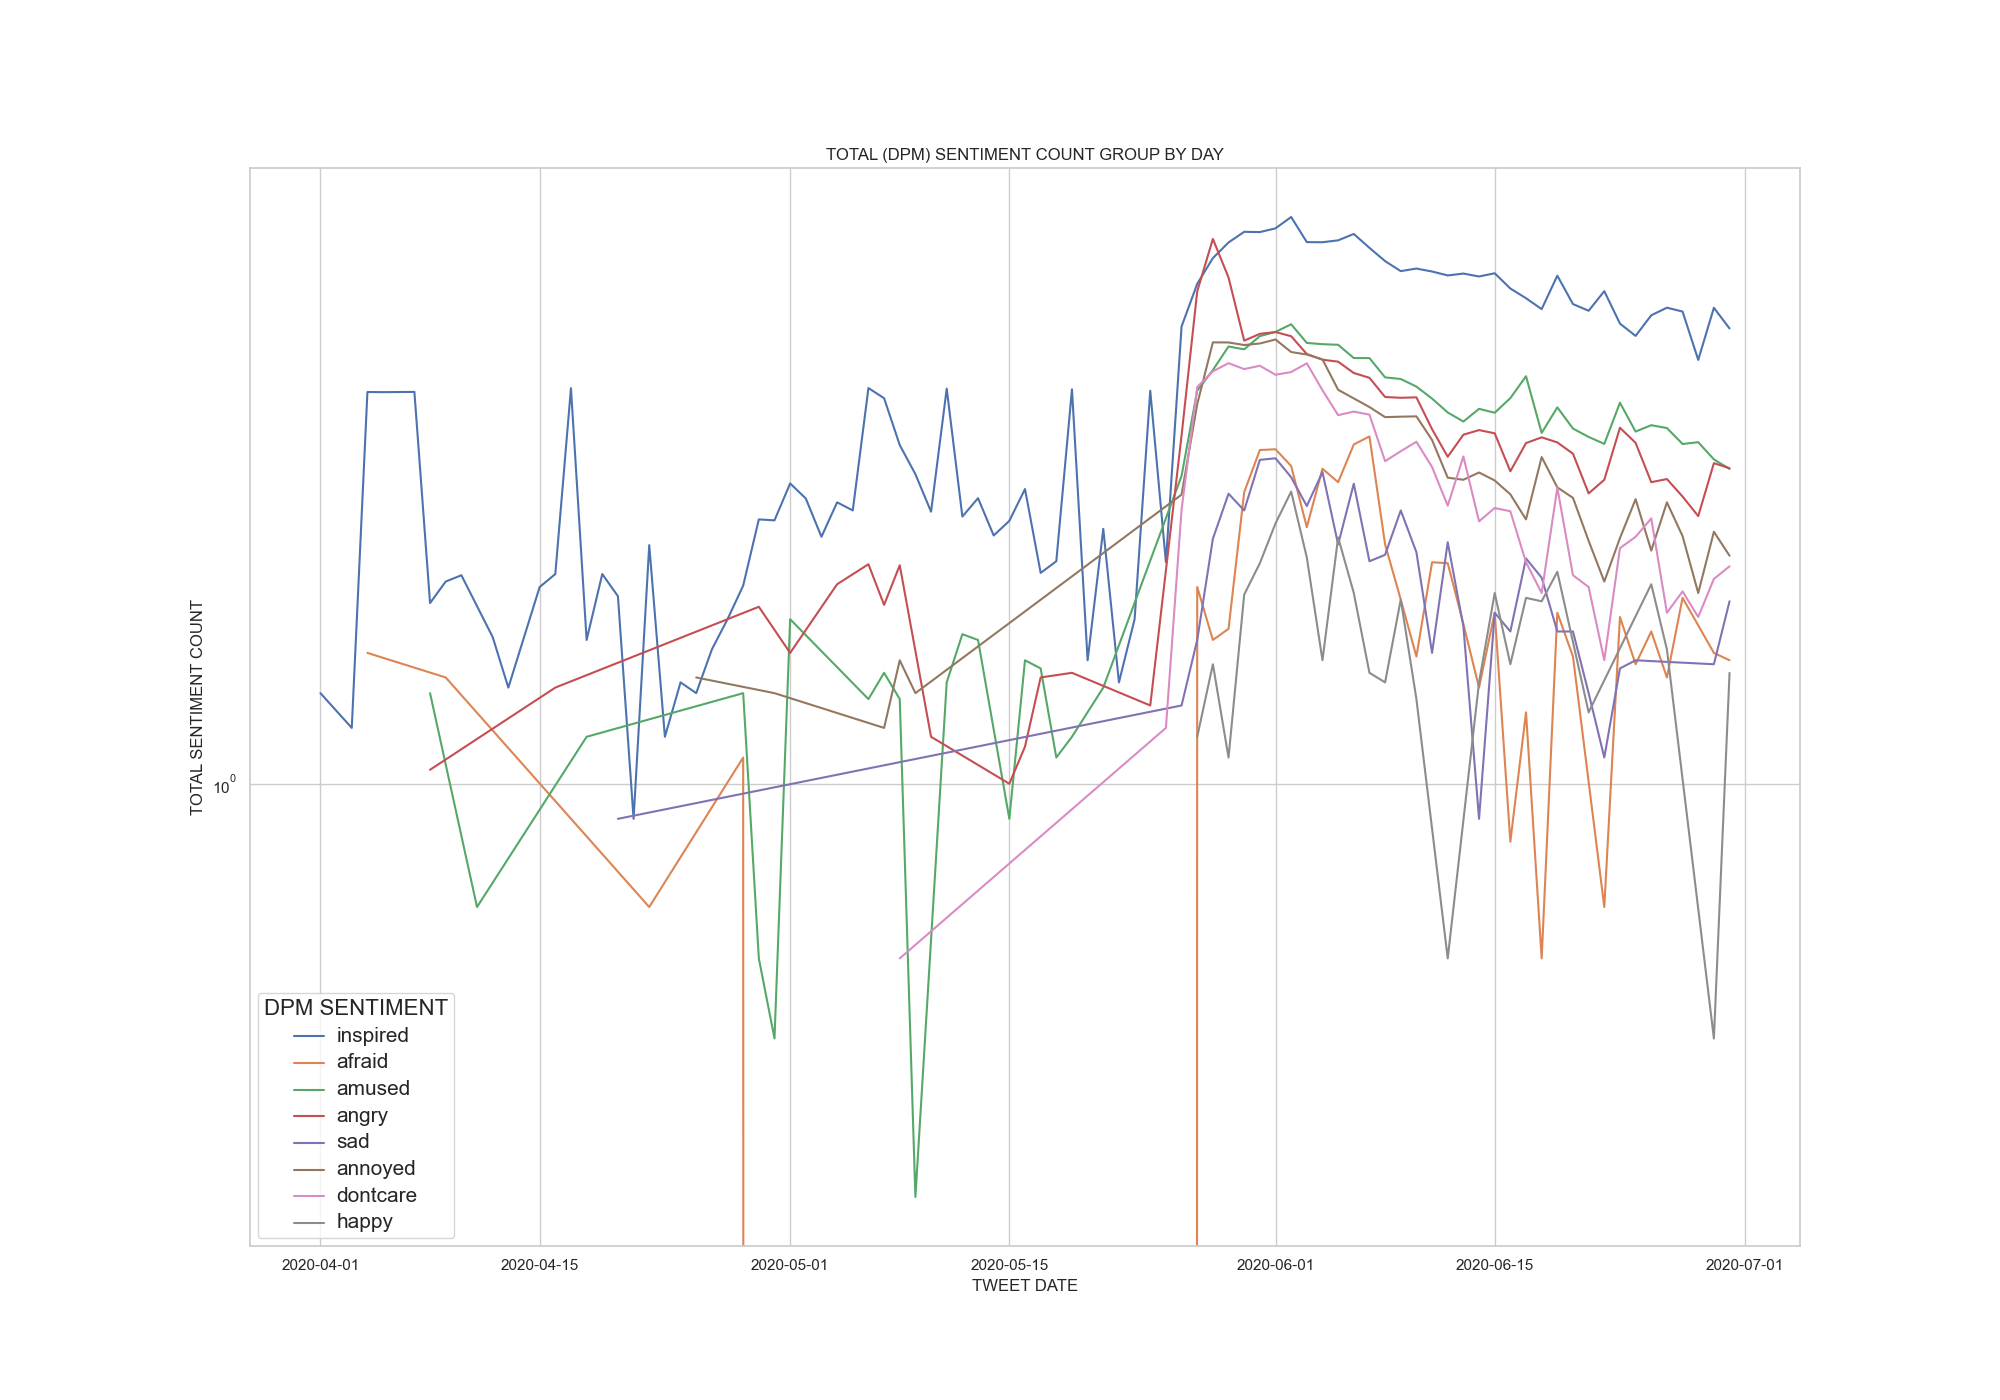 TOTAL (DPM) SENTIMENT COUNT GROUP BY DAY
TOTAL SENTIMENT COUNT
10^0
DPM SENTIMENT
inspired
afraid
amused
angry
sad
annoyed
dontcare
happy
2020-04-01 2020-04-15 2020-05-01 2020-05-15 2020-06-01 2020-06-15 2020-07-01
TWEET DATE